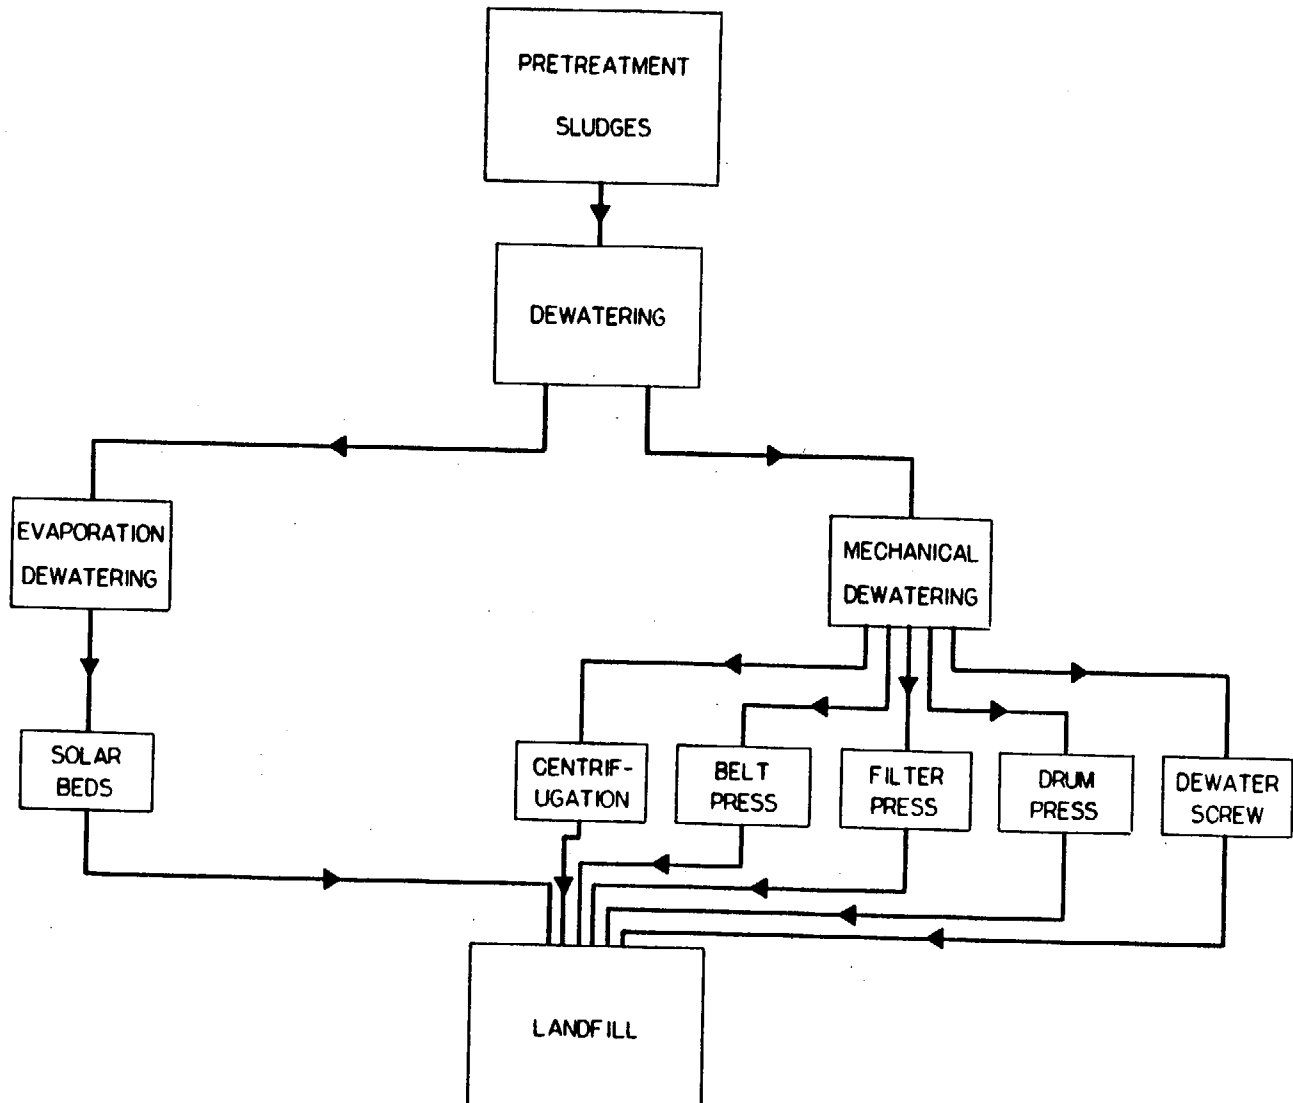 PRETREATMENT
SLUDGES
DEWATERING
EVAPORATION
DEWATERING
MECHANICAL
DEWATERING
SOLAR
BEDS
CENTRIF-
UGATION
BELT
PRESS
FILTER
PRESS
DRUM
PRESS
DEWATER
SCREW
LANDFILL